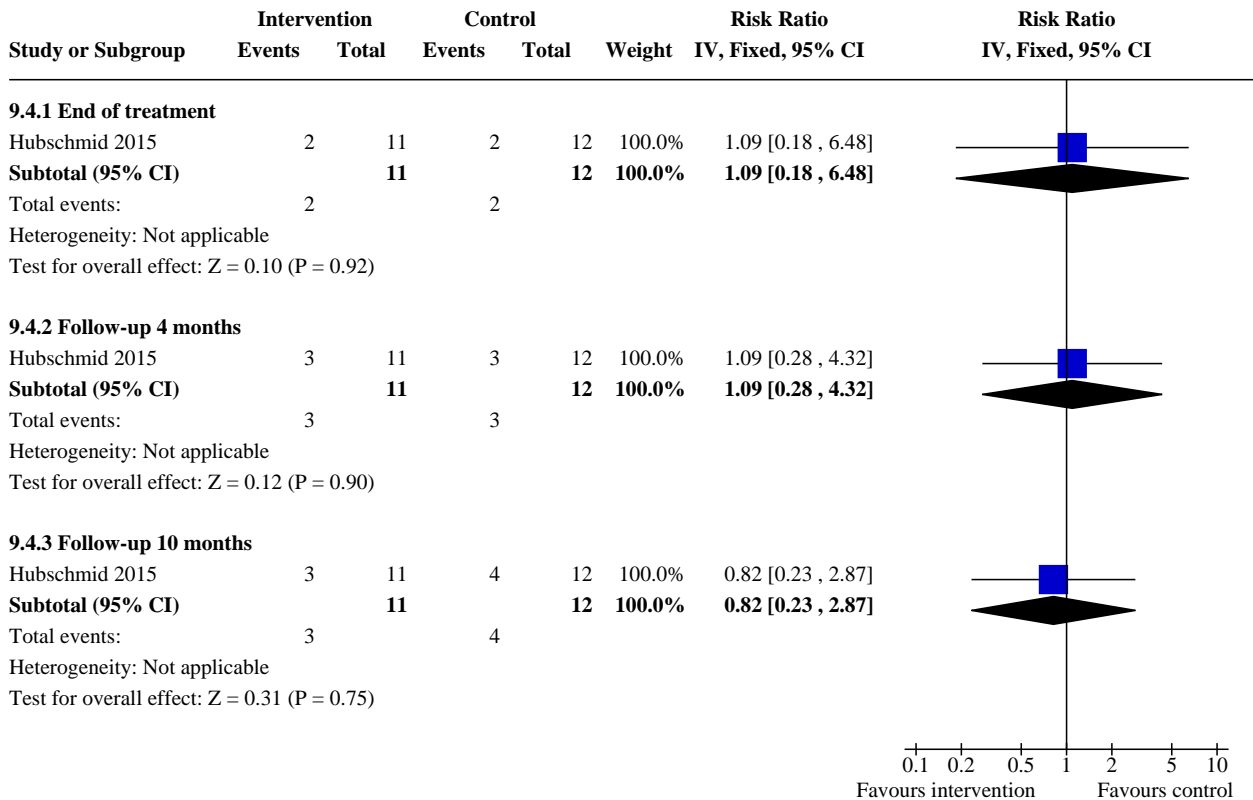 Intervention Control Risk Ratio Risk Ratio
Study or Subgroup Events Total Events Total Weight IV, Fixed, 95% CI IV, Fixed, 95% CI
9.4.1 End of treatment
Hubschmid 2015 2 11 2 12 100.0% 1.09 [0.18 , 6.48]
Subtotal (95% CI) 11 12 100.0% 1.09 [0.18 , 6.48]
Total events: 2 2
Heterogeneity: Not applicable
Test for overall effect: Z = 0.10 (P = 0.92)
9.4.2 Follow-up 4 months
Hubschmid 2015 3 11 3 12 100.0% 1.09 [0.28 , 4.32]
Subtotal (95% CI) 11 12 100.0% 1.09 [0.28 , 4.32]
Total events: 3 3
Heterogeneity: Not applicable
Test for overall effect: Z = 0.12 (P = 0.90)
9.4.3 Follow-up 10 months
Hubschmid 2015 3 11 4 12 100.0% 0.82 [0.23 , 2.87]
Subtotal (95% CI) 11 12 100.0% 0.82 [0.23 , 2.87]
Total events: 3 4
Heterogeneity: Not applicable
Test for overall effect: Z = 0.31 (P = 0.75)
0.1 0.2 0.5 1 2 5 10
Favours intervention Favours control